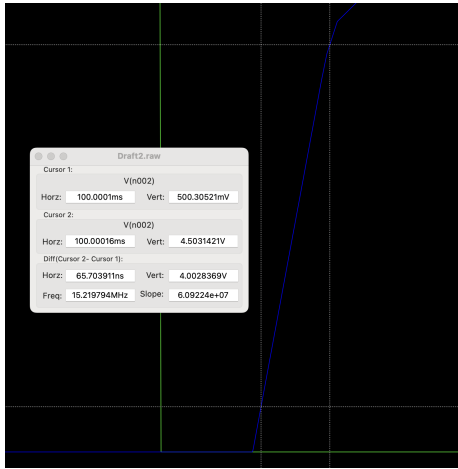 Draft2.raw
Cursor 1:
V(n002)
Horz: 100.0001ms Vert: 500.30521mV
Cursor 2:
V(n002)
Horz: 100.00016ms Vert: 4.5031421V
Diff(Cursor 2- Cursor 1):
Horz: 65.703911ns Vert: 4.0028369V
Freq: 15.219794MHz Slope: 6.09224e+07